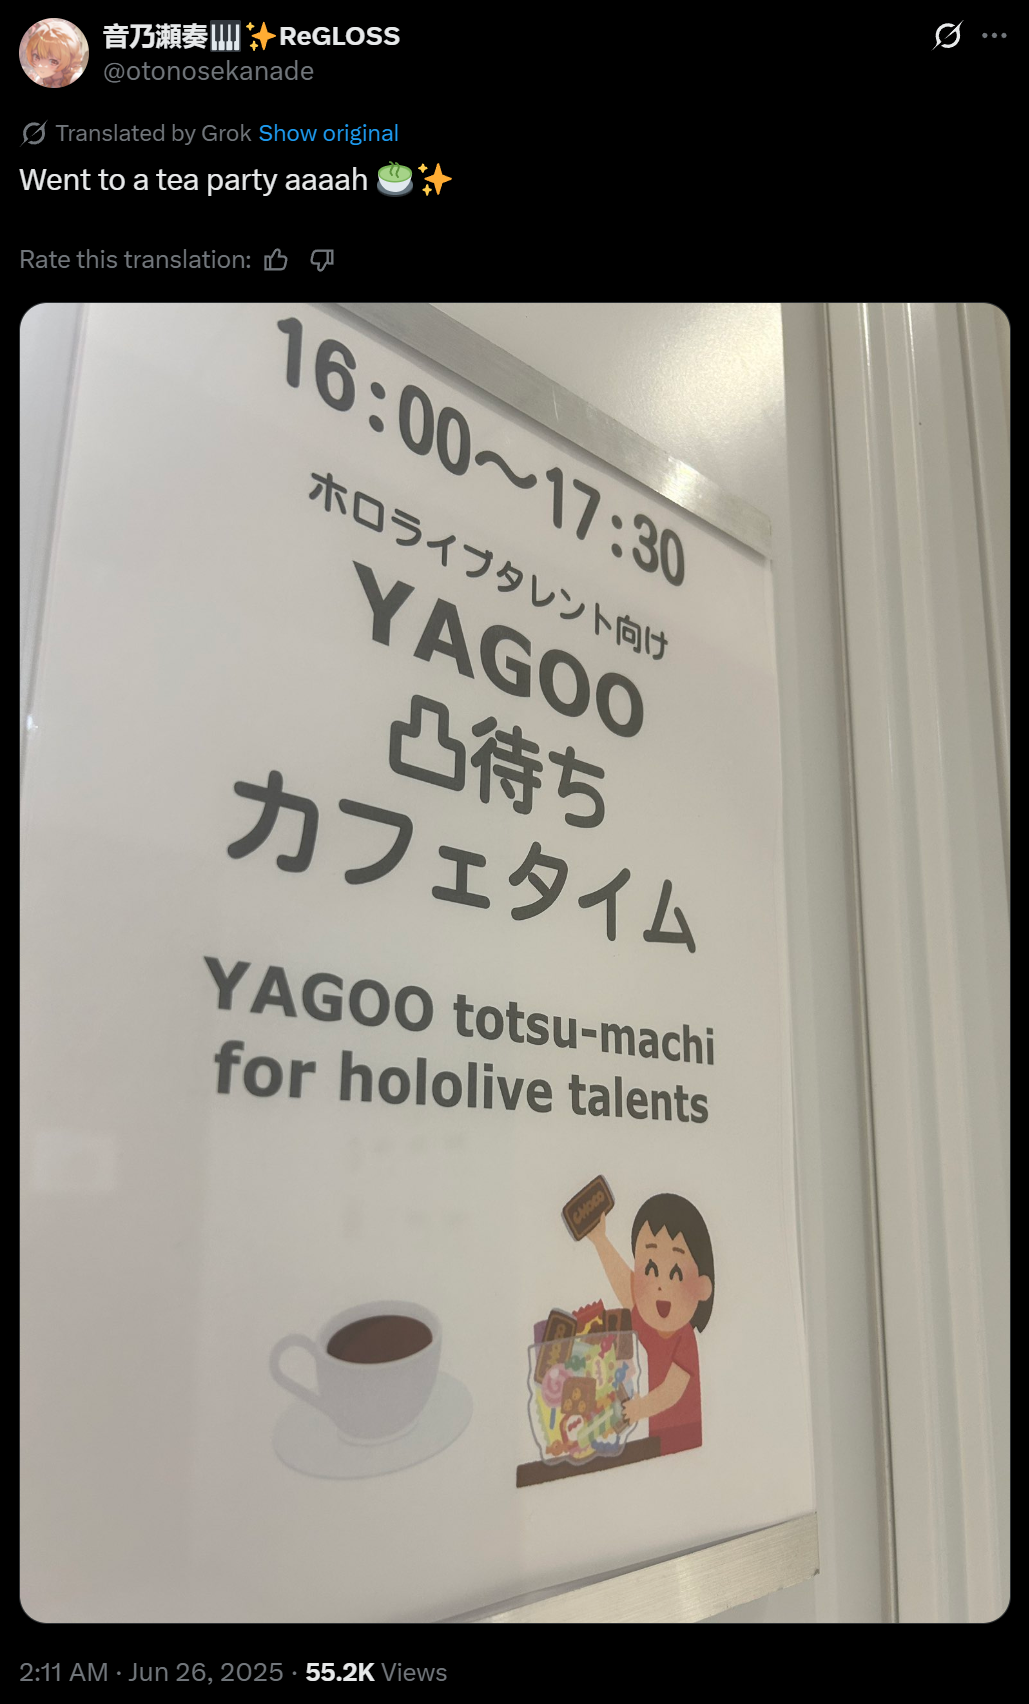 音乃瀬奏🎹✨ReGLOSS
@otonosekanade
Translated by Grok Show original
Went to a tea party aaaah 🍵✨
Rate this translation:
16:00～17:30
ホロライブタレント向け
YAGOO
凸待ち
カフェタイム
YAGOO totsu-machi
for hololive talents
CHOCO
2:11 AM · Jun 26, 2025 · 55.2K Views